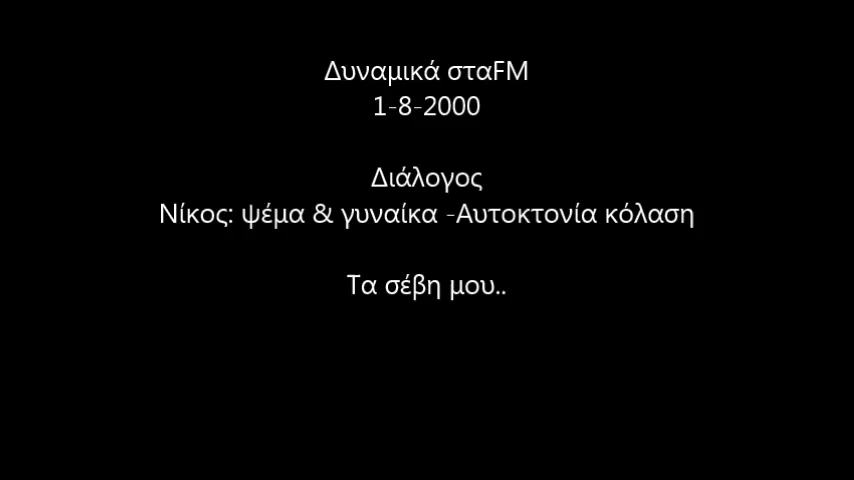 Δυναμικά σταFM
1-8-2000
Διάλογος
Νίκος: ψέμα & γυναίκα -Αυτοκτονία κόλαση
Τα σέβη μου..